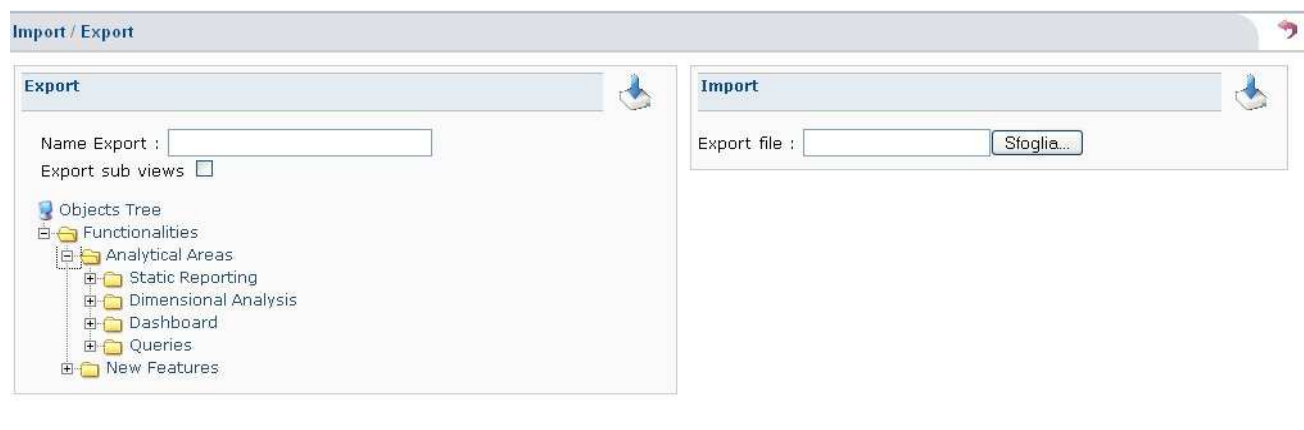 Import / Export
Export
Name Export :
Export sub views
Objects Tree
Functionalities
Analytical Areas
Static Reporting
Dimensional Analysis
Dashboard
Queries
New Features
Import
Export file :
Sfoglia...